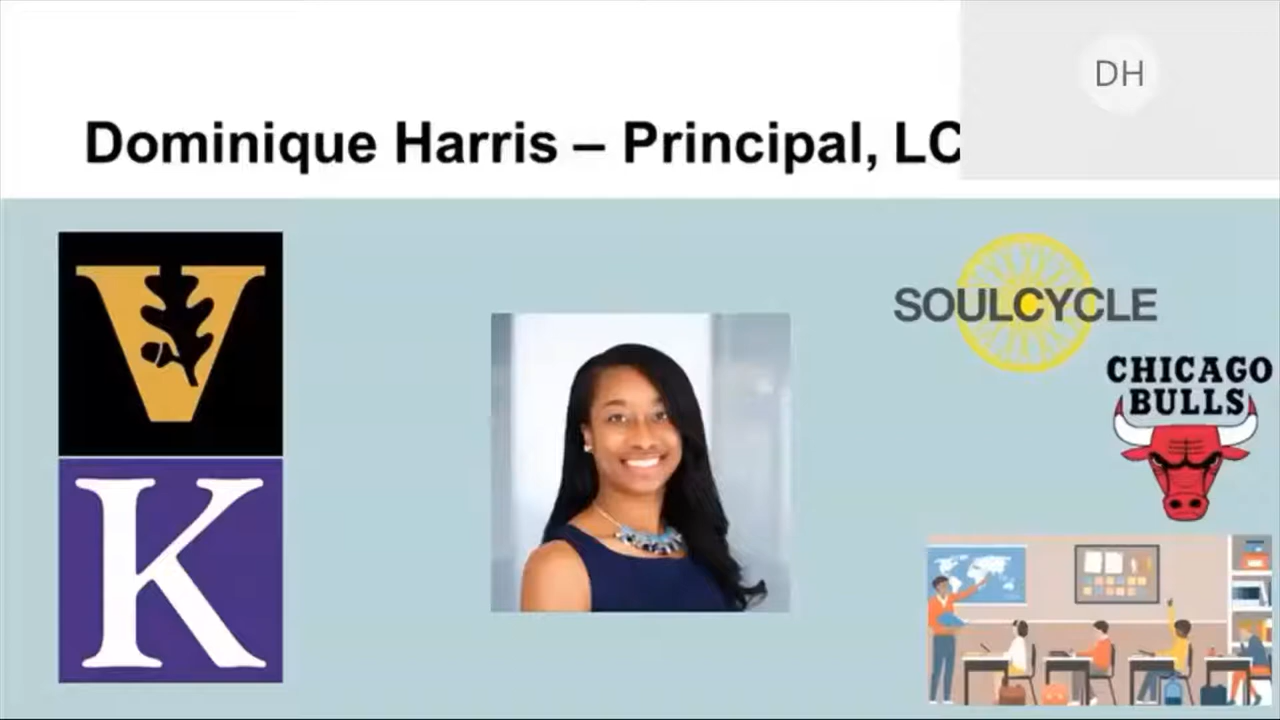 DH
Dominique Harris – Principal, LC
V
K
SOULCYCLE
CHICAGO
BULLS